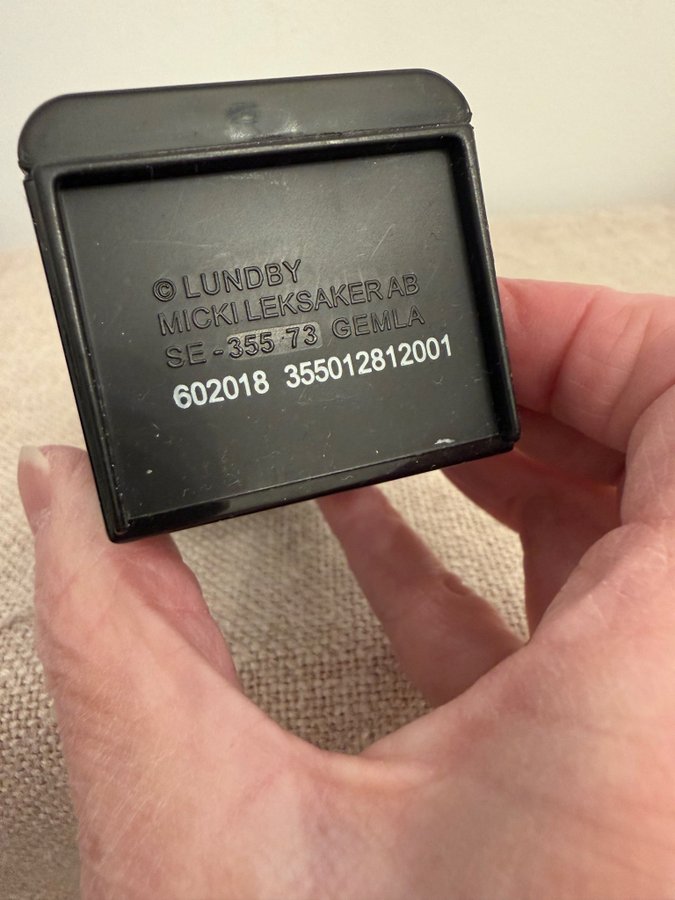 © LUNDBY
MICKI LEKSAKER AB
SE-355 73 GEMLA
602018 355012812001